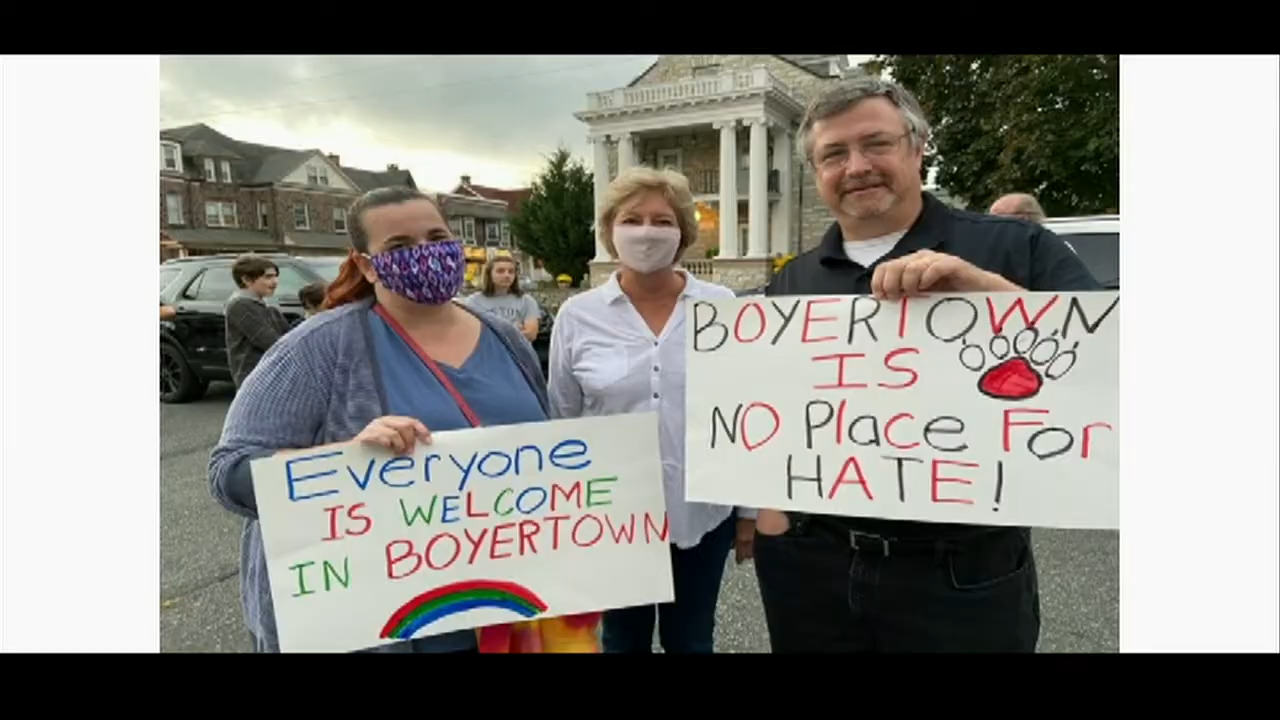 Everyone
IS WELCOME
IN BOYERTOWN
BOYERTOWN
IS
NO Place For
HATE!